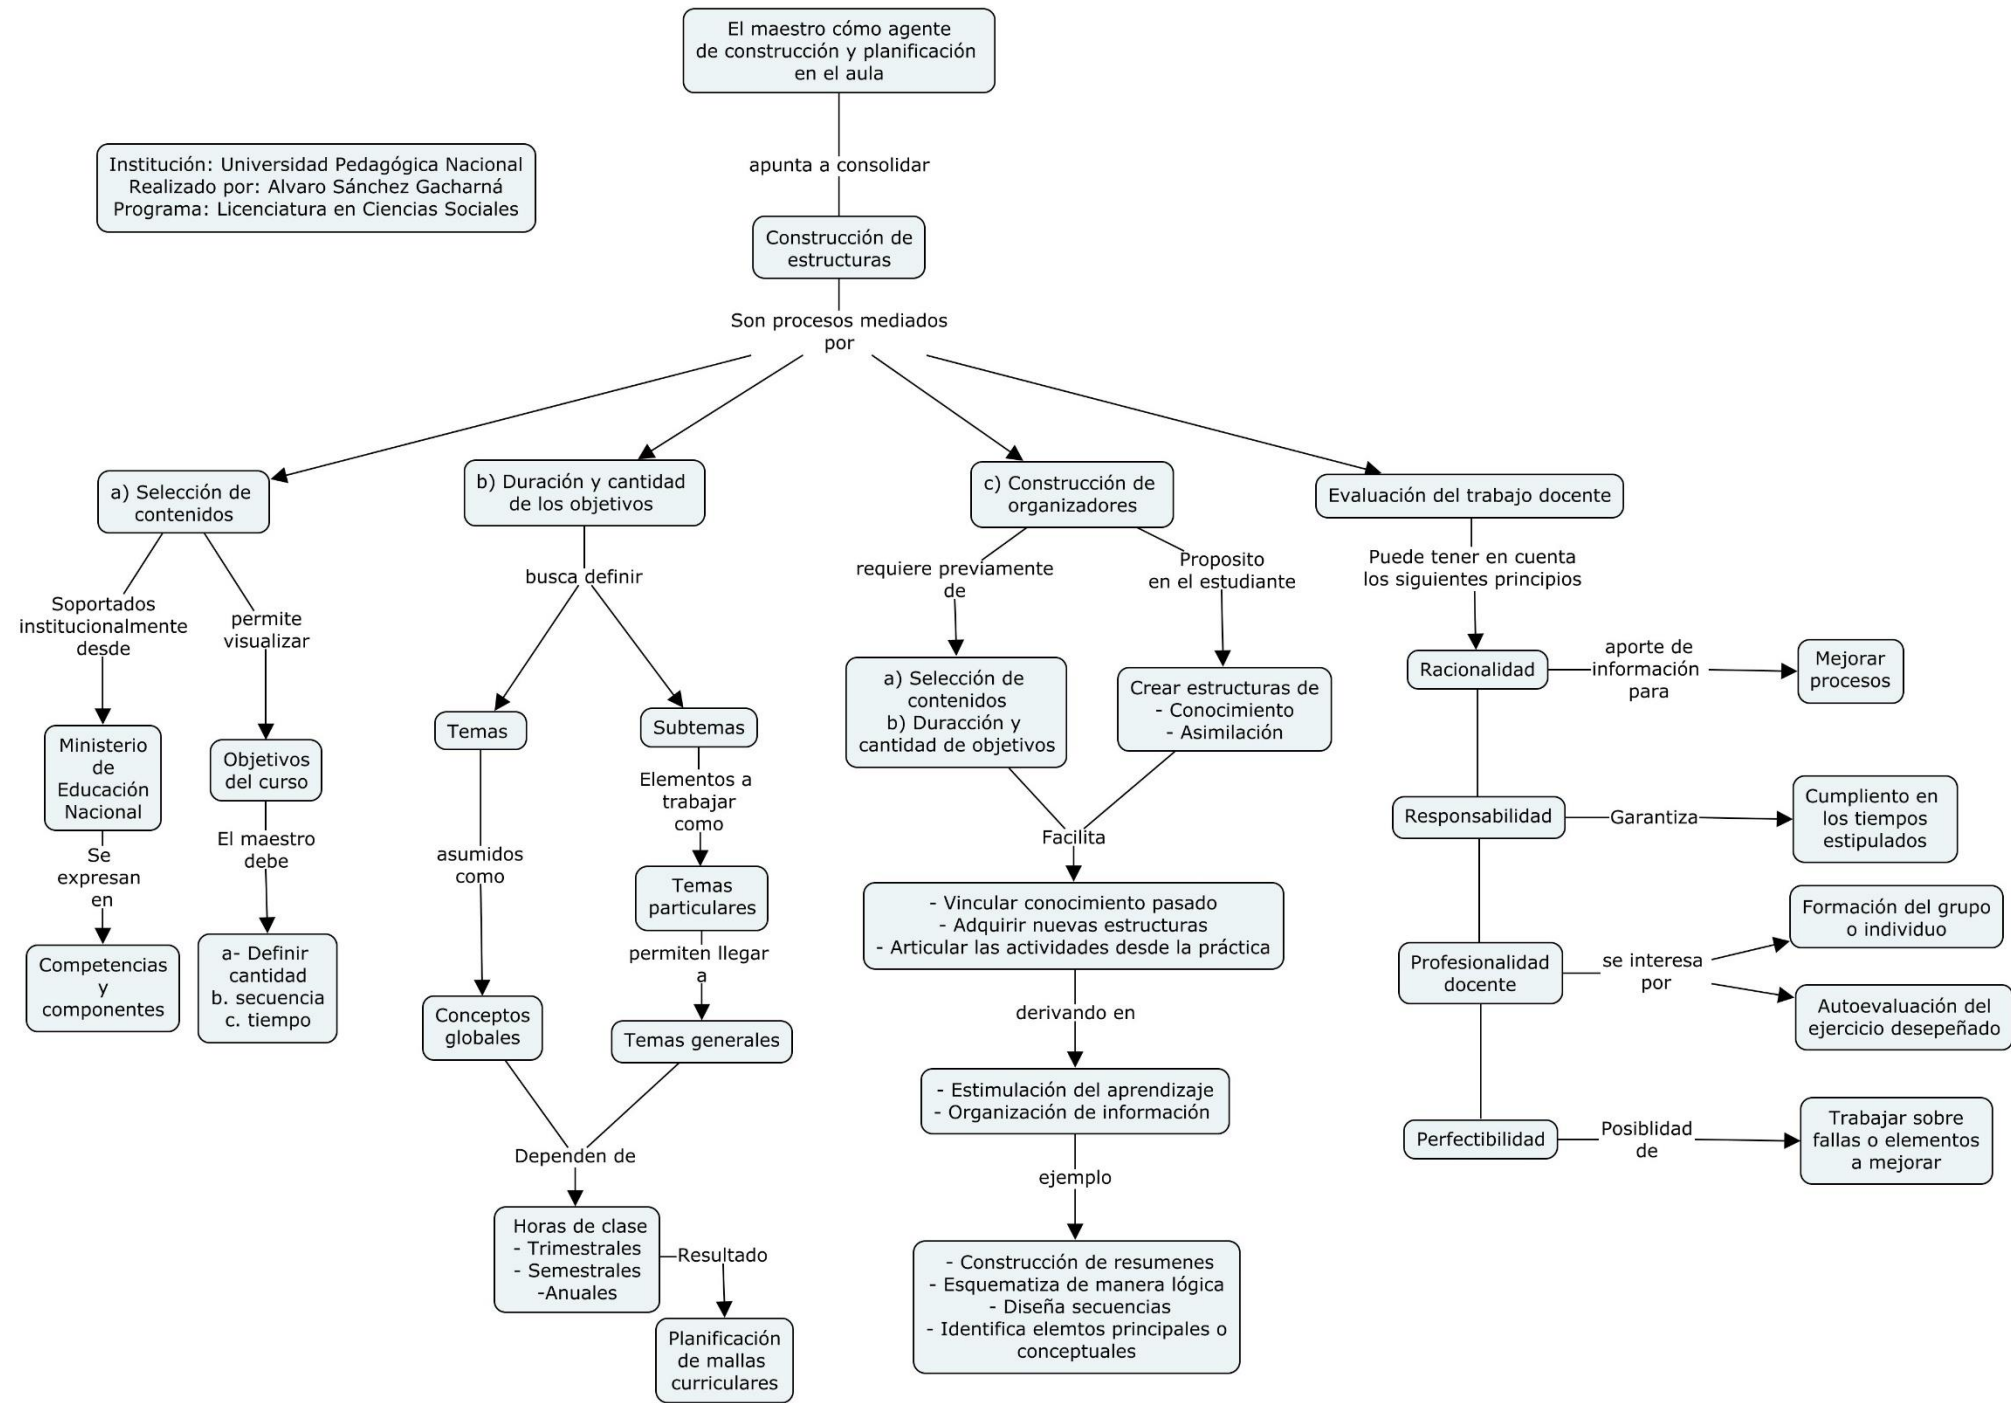 El maestro cómo agente
de construcción y planificación
en el aula
Institución: Universidad Pedagógica Nacional
Realizado por: Alvaro Sánchez Gacharná
Programa: Licenciatura en Ciencias Sociales
apunta a consolidar
Construcción de
estructuras
Son procesos mediados
por
a) Selección de
contenidos
Soportados
institucionalmente
desde
Ministerio
de
Educación
Nacional
Se
expresan
en
Competencias
y
componentes
permite
visualizar
Objetivos
del curso
El maestro
debe
a- Definir
cantidad
b. secuencia
c. tiempo
b) Duración y cantidad
de los objetivos
busca definir
Temas
asumidos
como
Conceptos
globales
Subtemas
Elementos a
trabajar
como
Temas
particulares
permiten llegar
a
Temas generales
Dependen de
Horas de clase
- Trimestrales
- Semestrales
-Anuales
Resultado
Planificación
de mallas
curriculares
c) Construcción de
organizadores
requiere previamente
de
a) Selección de
contenidos
b) Duracción y
cantidad de objetivos
Proposito
en el estudiante
Crear estructuras de
- Conocimiento
- Asimilación
Facilita
- Vincular conocimiento pasado
- Adquirir nuevas estructuras
- Articular las actividades desde la práctica
derivando en
- Estimulación del aprendizaje
- Organización de información
ejemplo
- Construcción de resumenes
- Esquematiza de manera lógica
- Diseña secuencias
- Identifica elemtos principales o
conceptuales
Evaluación del trabajo docente
Puede tener en cuenta
los siguientes principios
Racionalidad
aporte de
información
para
Mejorar
procesos
Responsabilidad
Garantiza
Cumpliento en
los tiempos
estipulados
Profesionalidad
docente
se interesa
por
Formación del grupo
o individuo
Autoevaluación del
ejercicio desepeñado
Perfectibilidad
Posiblidad
de
Trabajar sobre
fallas o elementos
a mejorar